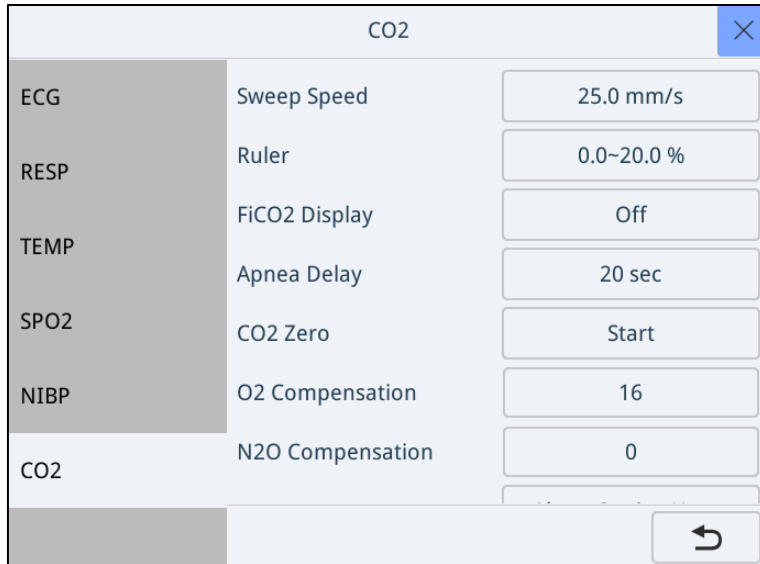 CO2
ECG
RESP
TEMP
SPO2
NIBP
CO2
Sweep Speed 25.0 mm/s
Ruler 0.0~20.0 %
FiCO2 Display Off
Apnea Delay 20 sec
CO2 Zero Start
O2 Compensation 16
N2O Compensation 0